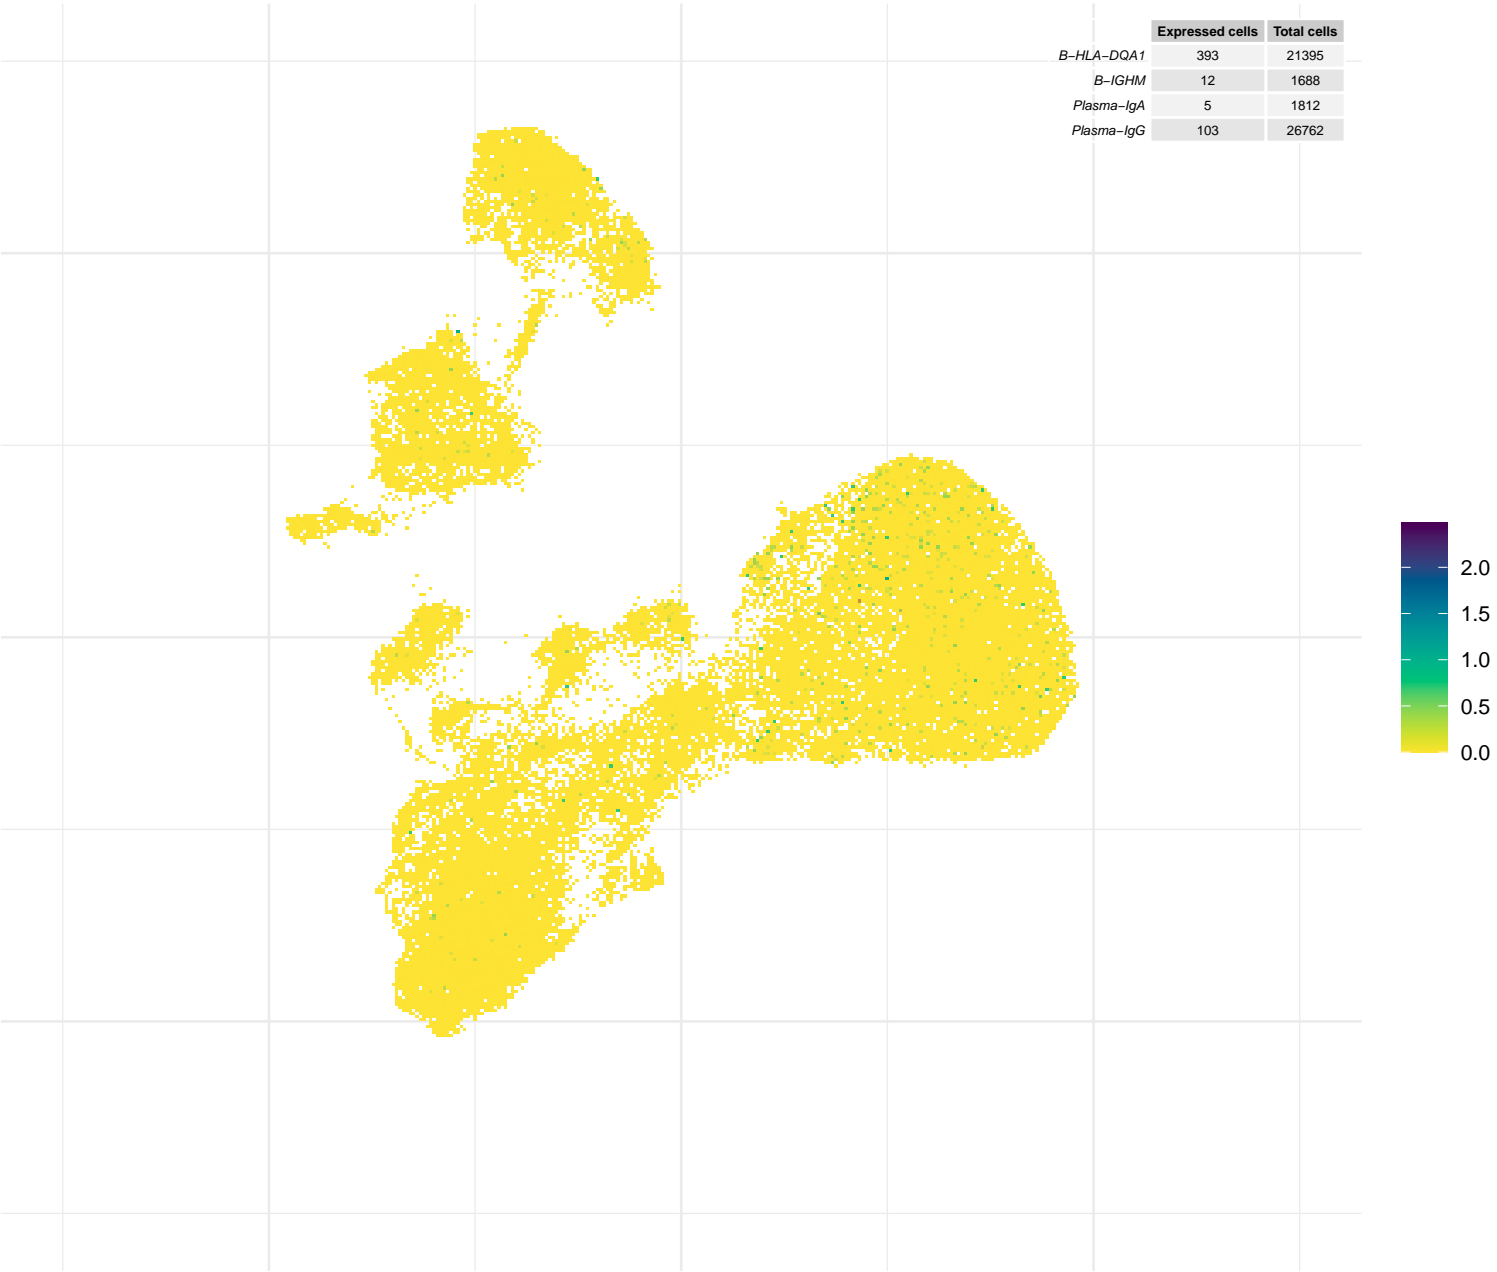 Expressed cells Total cells
B−HLA−DQA1 393 21395
B−IGHM 12 1688
Plasma−IgA 5 1812
Plasma−IgG 103 26762
2.0
1.5
1.0
0.5
0.0